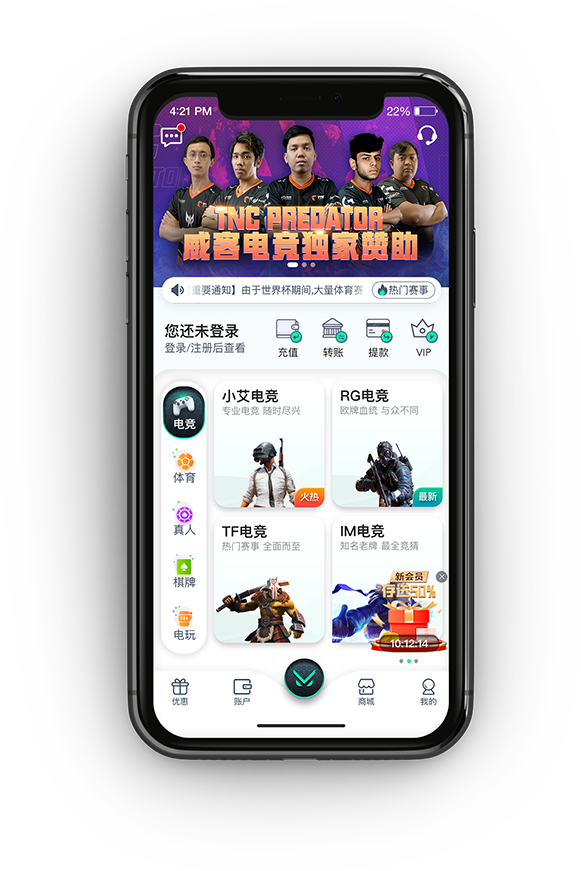 4:21 PM
22%
TNC PREDATOR
威客电竞独家赞助
【重要通知】由于世界杯期间,大量体育赛
热门赛事
您还未登录
登录/注册后查看
充值
转账
提款
VIP
电竞
体育
真人
棋牌
电玩
小艾电竞
专业电竞 随时尽兴
火热
RG电竞
欧牌血统 与众不同
最新
TF电竞
热门赛事 全面而至
IM电竞
知名老牌 最全竞猜
新会员
存送50%
10:12:14
优惠
账户
商城
我的